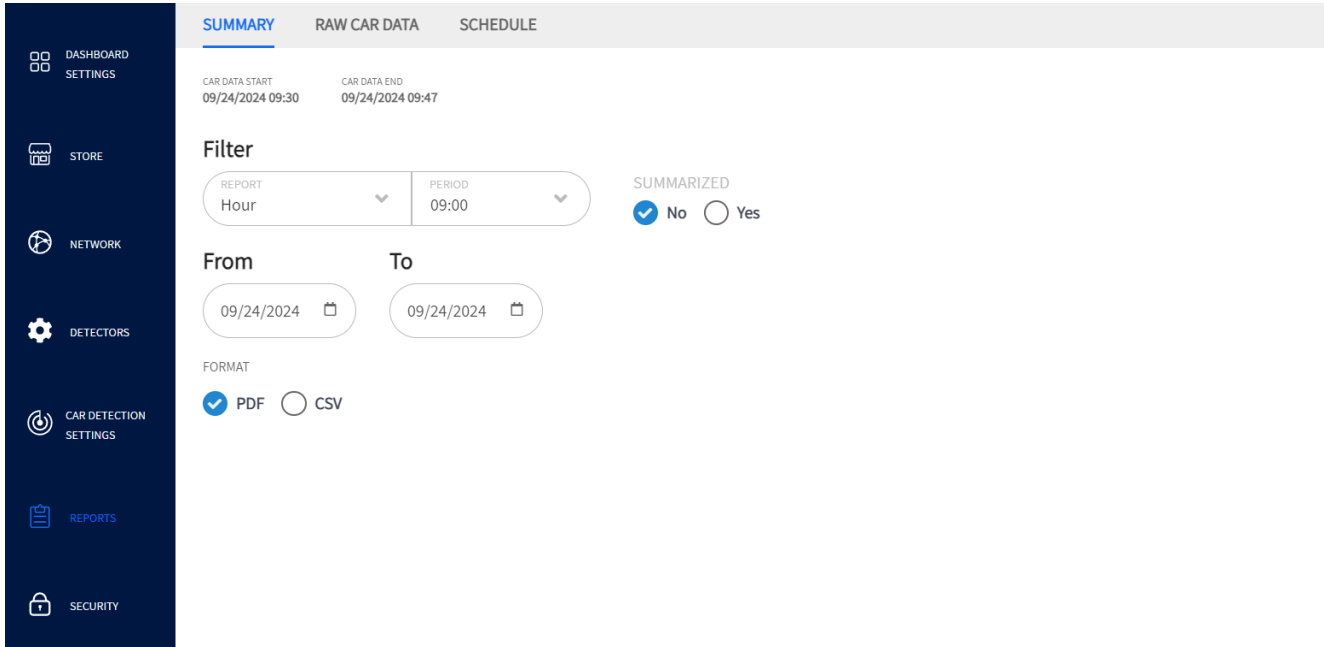 DASHBOARD
SETTINGS
STORE
NETWORK
DETECTORS
CAR DETECTION
SETTINGS
REPORTS
SECURITY
SUMMARY RAW CAR DATA SCHEDULE
CAR DATA START CAR DATA END
09/24/2024 09:30 09/24/2024 09:47
Filter
REPORT PERIOD SUMMARIZED
Hour 09:00 No Yes
From To
09/24/2024 09/24/2024
FORMAT
PDF CSV